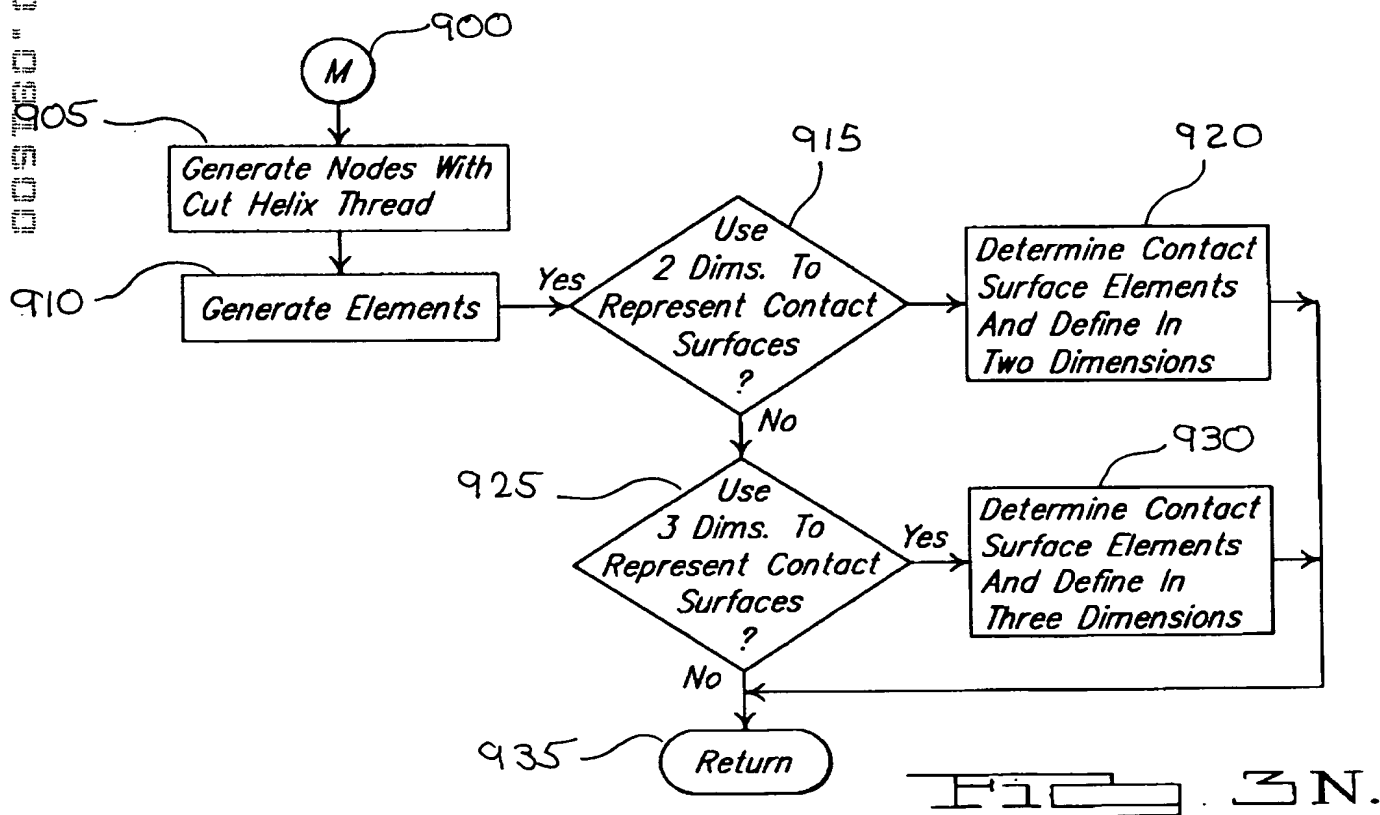 900
M
905
Generate Nodes With
Cut Helix Thread
910
Generate Elements
Yes
915
Use
2 Dims. To
Represent Contact
Surfaces
?
920
Determine Contact
Surface Elements
And Define In
Two Dimensions
No
925
Use
3 Dims. To
Represent Contact
Surfaces
?
Yes
930
Determine Contact
Surface Elements
And Define In
Three Dimensions
No
935
Return
Fig. 3N.